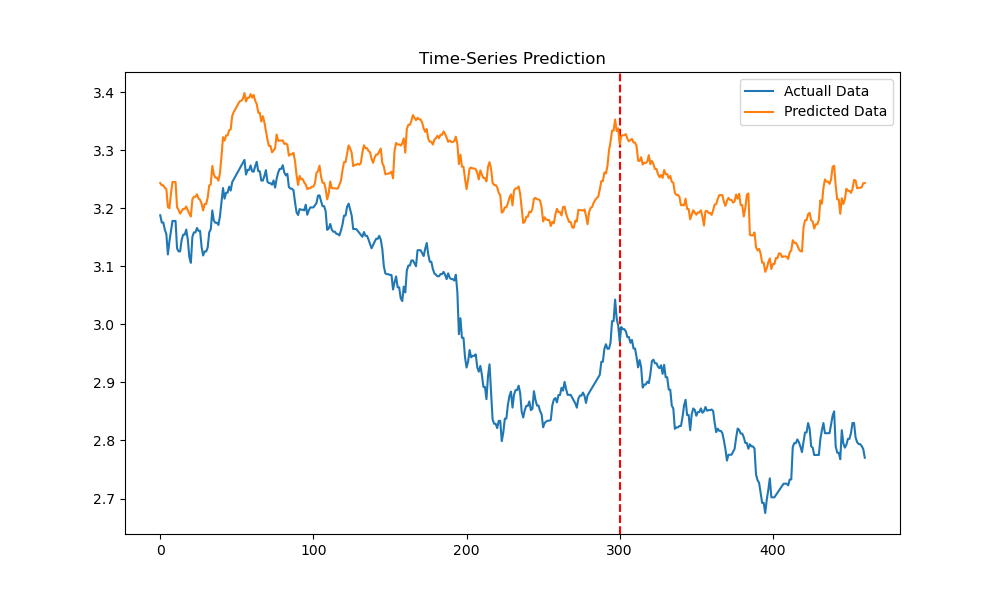 Time-Series Prediction
Actuall Data
Predicted Data
3.4
3.3
3.2
3.1
3.0
2.9
2.8
2.7
0 100 200 300 400